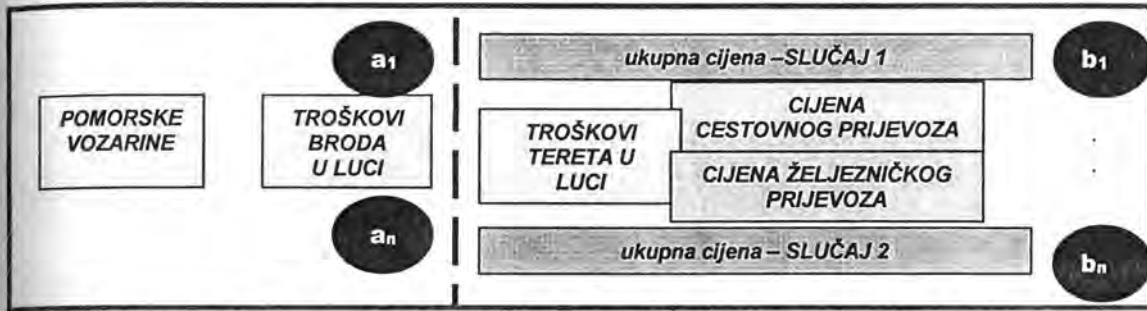 a1
ukupna cijena –SLUČAJ 1
b1
POMORSKE
VOZARINE
TROŠKOVI
BRODA
U LUCI
TROŠKOVI
TERETA U
LUCI
CIJENA
CESTOVNOG PRIJEVOZA
CIJENA ŽELJEZNIČKOG
PRIJEVOZA
an
ukupna cijena – SLUČAJ 2
bn